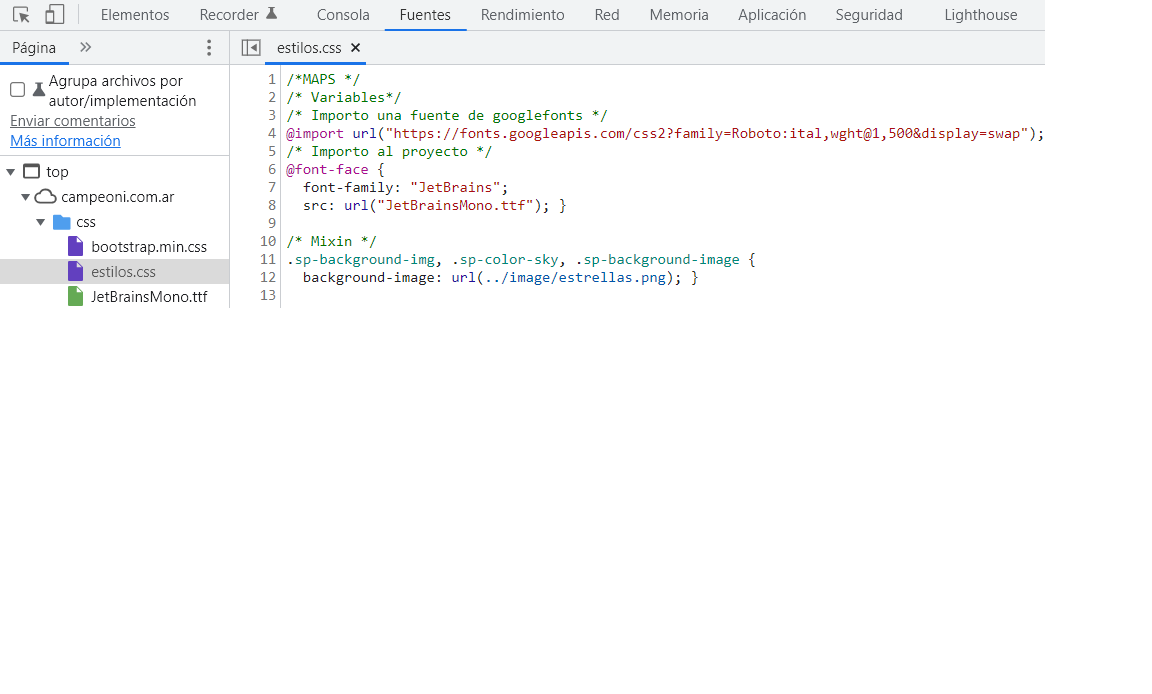 Elementos Recorder Consola Fuentes Rendimiento Red Memoria Aplicación Seguridad Lighthouse
Página
estilos.css
Agrupa archivos por
autor/implementación
Enviar comentarios
Más información
top
campeoni.com.ar
css
bootstrap.min.css
estilos.css
JetBrainsMono.ttf
1 /*MAPS */
2 /* Variables*/
3 /* Importo una fuente de googlefonts */
4 @import url("https://fonts.googleapis.com/css2?family=Roboto:ital,wght@1,500&display=swap");
5 /* Importo al proyecto */
6 @font-face {
7 font-family: "JetBrains";
8 src: url("JetBrainsMono.ttf"); }
9
10 /* Mixin */
11 .sp-background-img, .sp-color-sky, .sp-background-image {
12 background-image: url(../image/estrellas.png); }
13